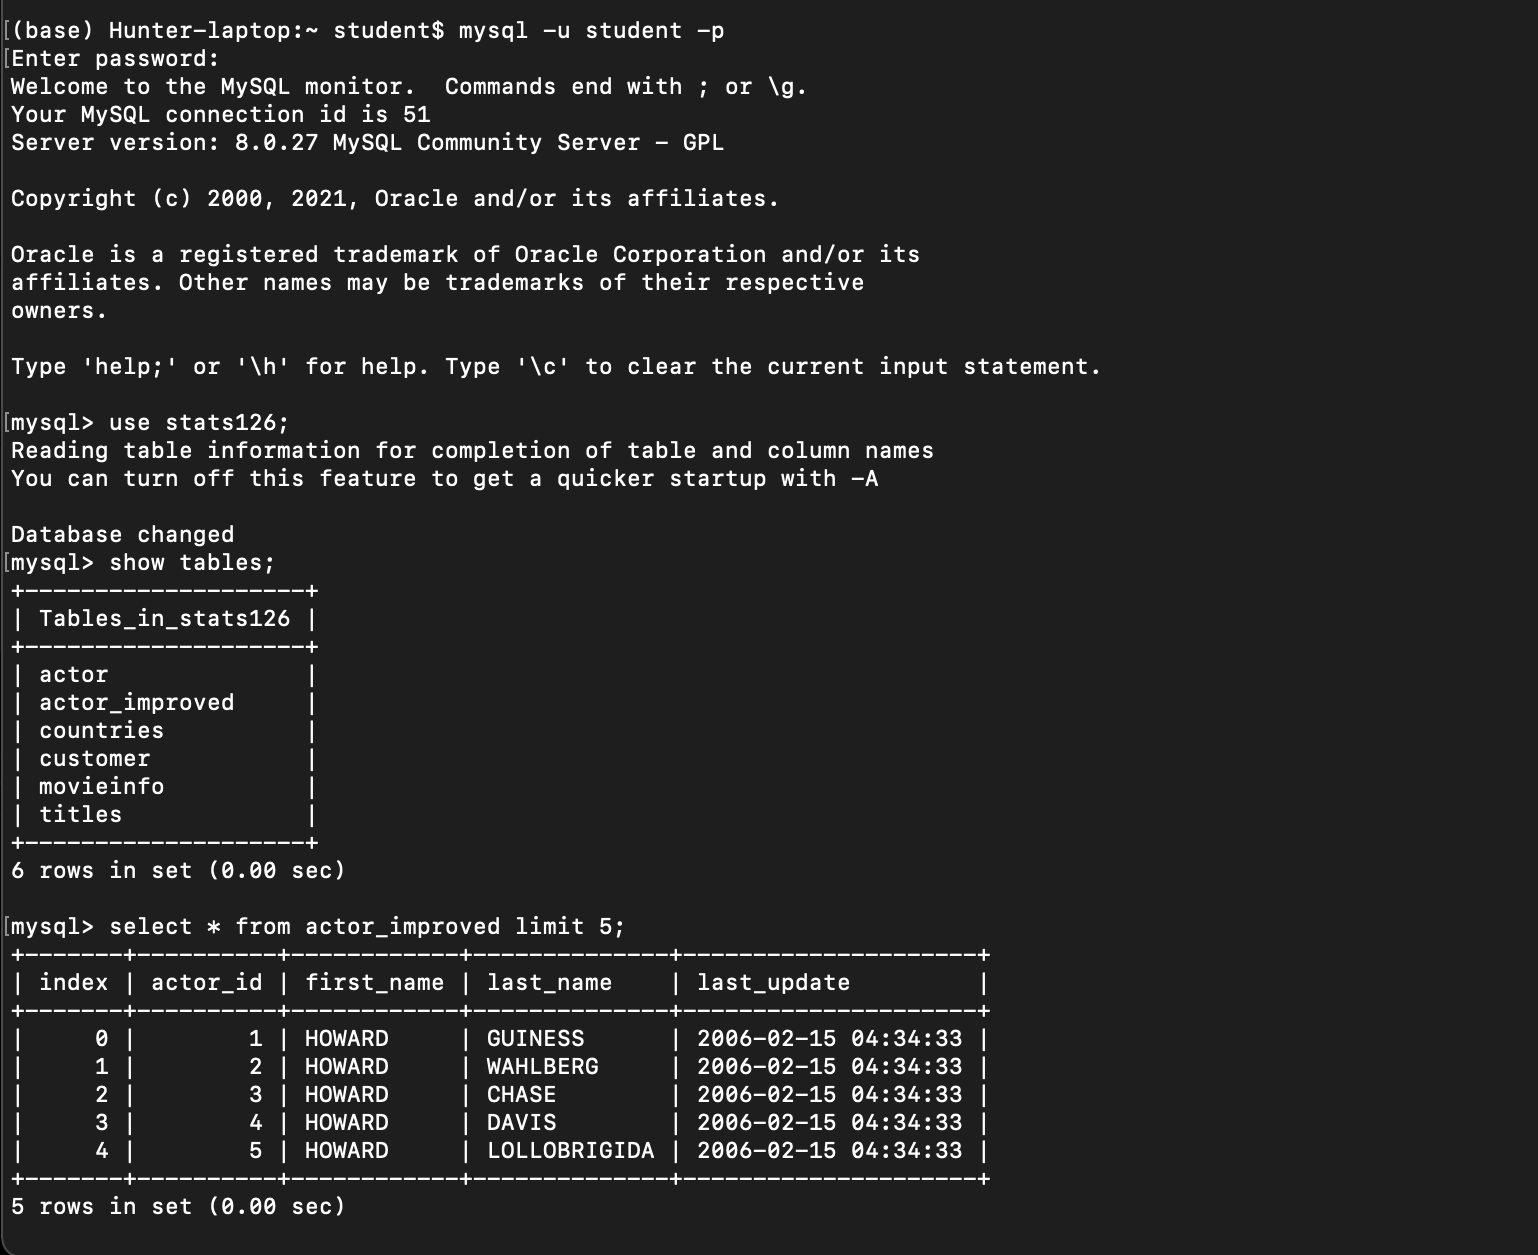 [(base) Hunter-laptop:~ student$ mysql -u student -p
[Enter password:
Welcome to the MySQL monitor.  Commands end with ; or \g.
Your MySQL connection id is 51
Server version: 8.0.27 MySQL Community Server - GPL

Copyright (c) 2000, 2021, Oracle and/or its affiliates.

Oracle is a registered trademark of Oracle Corporation and/or its
affiliates. Other names may be trademarks of their respective
owners.

Type 'help;' or '\h' for help. Type '\c' to clear the current input statement.

[mysql> use stats126;
Reading table information for completion of table and column names
You can turn off this feature to get a quicker startup with -A

Database changed
[mysql> show tables;
+--------------------+
| Tables_in_stats126 |
+--------------------+
| actor              |
| actor_improved     |
| countries          |
| customer           |
| movieinfo          |
| titles             |
+--------------------+
6 rows in set (0.00 sec)

[mysql> select * from actor_improved limit 5;
+-------+----------+------------+--------------+---------------------+
| index | actor_id | first_name | last_name    | last_update         |
+-------+----------+------------+--------------+---------------------+
|     0 |        1 | HOWARD     | GUINESS      | 2006-02-15 04:34:33 |
|     1 |        2 | HOWARD     | WAHLBERG     | 2006-02-15 04:34:33 |
|     2 |        3 | HOWARD     | CHASE        | 2006-02-15 04:34:33 |
|     3 |        4 | HOWARD     | DAVIS        | 2006-02-15 04:34:33 |
|     4 |        5 | HOWARD     | LOLLOBRIGIDA | 2006-02-15 04:34:33 |
+-------+----------+------------+--------------+---------------------+
5 rows in set (0.00 sec)